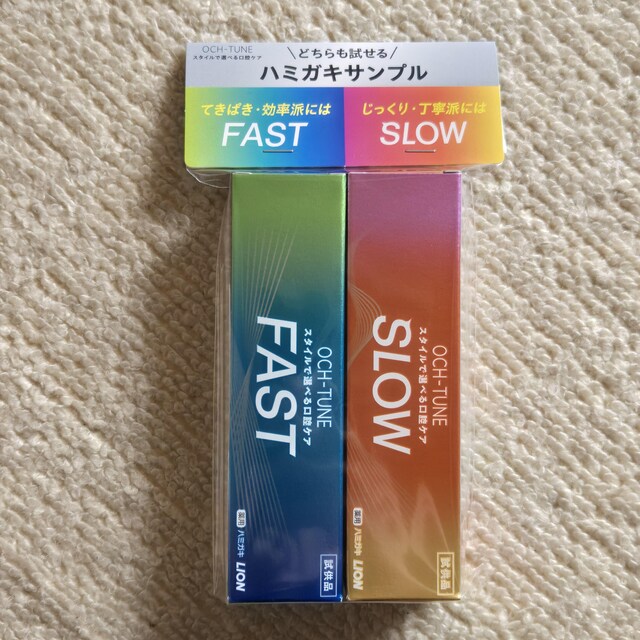 OCH-TUNE
スタイルで選べる口腔ケア
\どちらも試せる/
ハミガキサンプル
てきぱき・効率派には
FAST
じっくり・丁寧派には
SLOW
OCH-TUNE
スタイルで選べる口腔ケア
FAST
薬用 ハミガキ LION
試供品
OCH-TUNE
スタイルで選べる口腔ケア
SLOW
薬用 ハミガキ LION
試供品